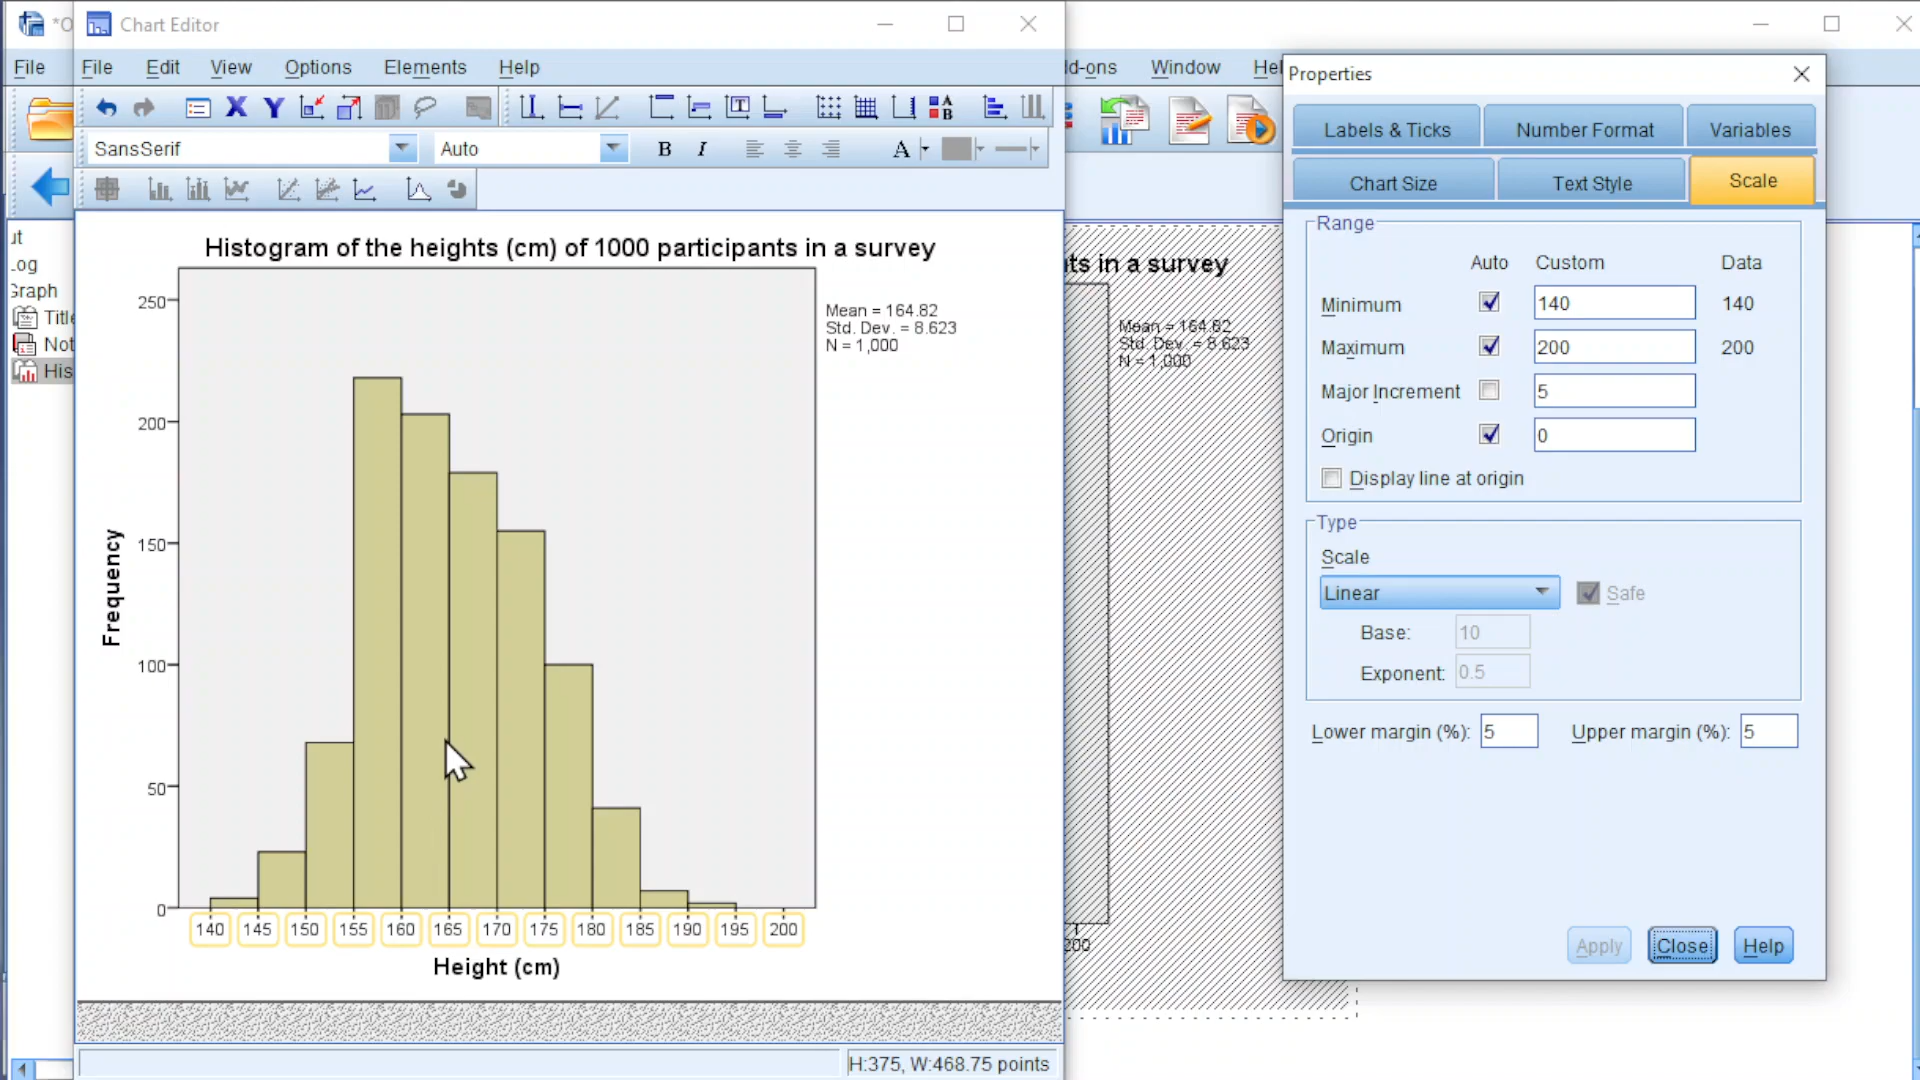 *O
Chart Editor
File
File Edit View Options Elements Help
d-ons Window Hel
X Y
SansSerif
Auto
B I A
Properties
Labels & Ticks
Number Format
Variables
Chart Size
Text Style
Scale
ut
Log
Graph
Title
Not
His
Histogram of the heights (cm) of 1000 participants in a survey
Mean = 164.82
Std. Dev. = 8.623
N = 1,000
250
200
150
100
50
0
Frequency
140 145 150 155 160 165 170 175 180 185 190 195 200
Height (cm)
H:375, W:468.75 points
ts in a survey
Mean = 164.82
Std. Dev. = 8.623
N = 1,000
200
Range
Auto Custom Data
Minimum 140 140
Maximum 200 200
Major Increment 5
Origin 0
Display line at origin
Type
Scale
Linear
Safe
Base: 10
Exponent: 0.5
Lower margin (%): 5 Upper margin (%): 5
Apply Close Help